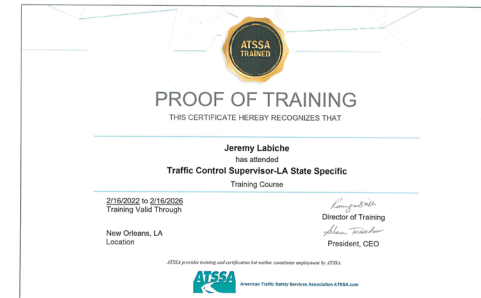 ATSSA
TRAINED
PROOF OF TRAINING
THIS CERTIFICATE HEREBY RECOGNIZES THAT
Jeremy Labiche
has attended
Traffic Control Supervisor-LA State Specific
Training Course
2/16/2022 to 2/16/2026
Training Valid Through
Director of Training
New Orleans, LA
Location
President, CEO
ATSSA provides training and certification but neither constitutes employment by ATSSA.
ATSSA
American Traffic Safety Services Association ATSSA.com